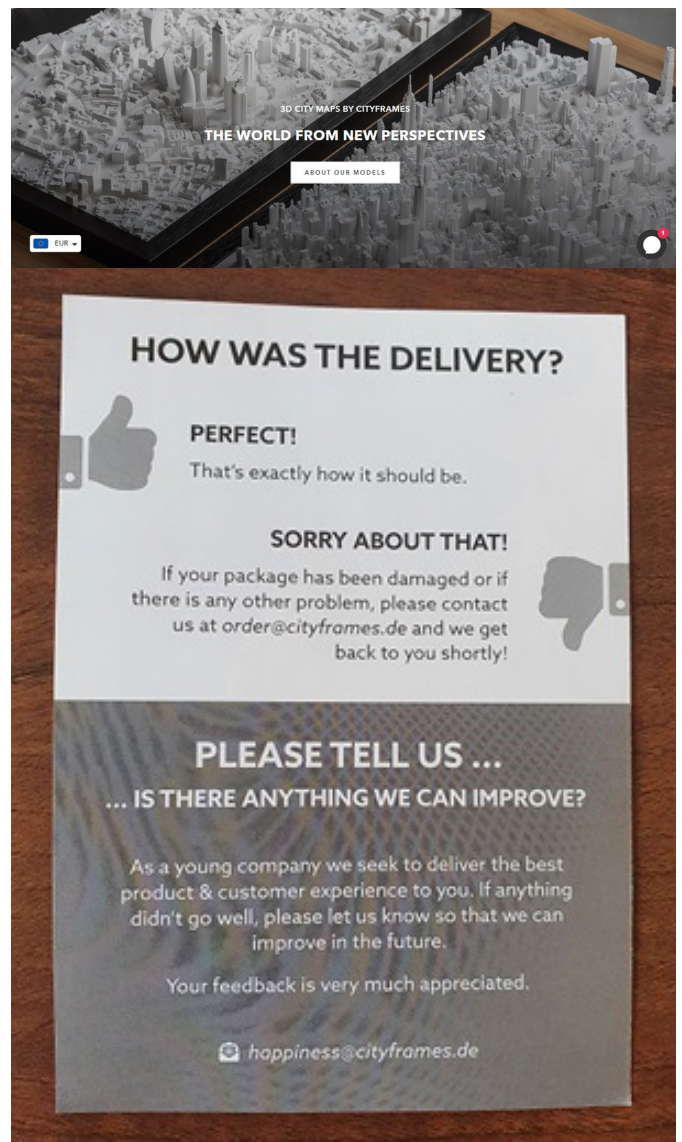 3D CITY MAPS BY CITYFRAMES
THE WORLD FROM NEW PERSPECTIVES
ABOUT OUR MODELS
EUR
1
HOW WAS THE DELIVERY?
PERFECT!
That's exactly how it should be.
SORRY ABOUT THAT!
If your package has been damaged or if
there is any other problem, please contact
us at order@cityframes.de and we get
back to you shortly!
PLEASE TELL US ...
... IS THERE ANYTHING WE CAN IMPROVE?
As a young company we seek to deliver the best
product & customer experience to you. If anything
didn't go well, please let us know so that we can
improve in the future.
Your feedback is very much appreciated.
happiness@cityframes.de